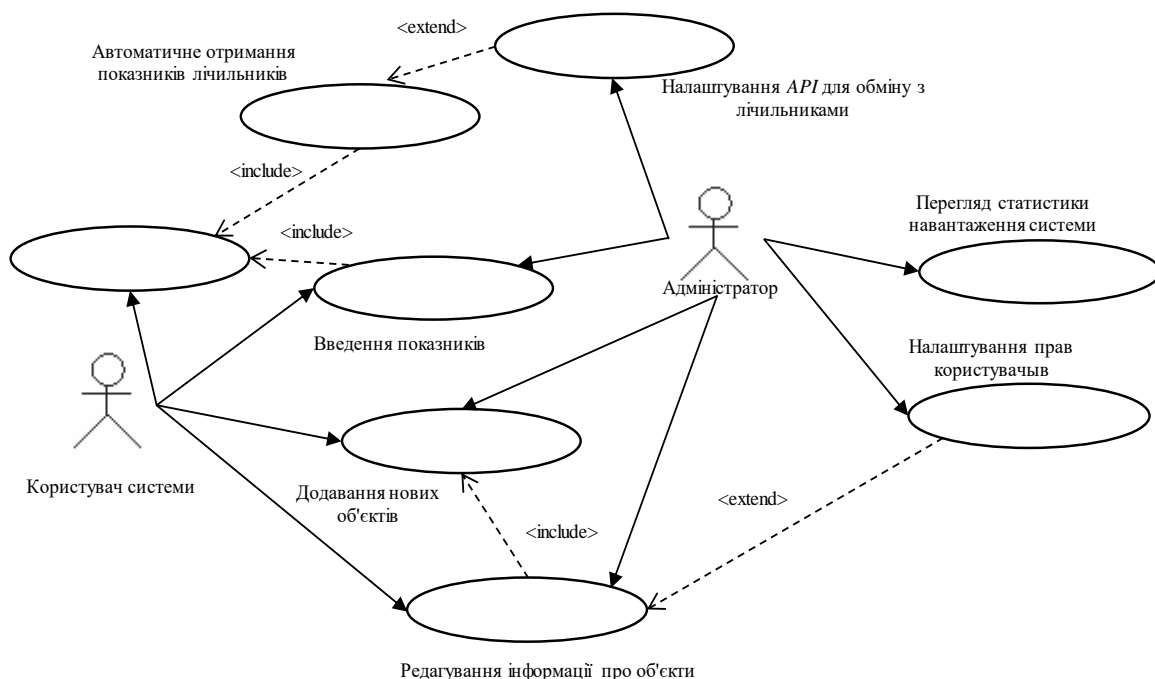 <extend>
Автоматичне отримання
показників лічильників
Налаштування API для обміну з
лічильниками
<include>
<include>
Перегляд статистики
навантаження системи
Адміністратор
Введення показників
Налаштування прав
користувачыв
Користувач системи
Додавання нових
об'єктів
<extend>
<include>
Редагування інформації про об'єкти